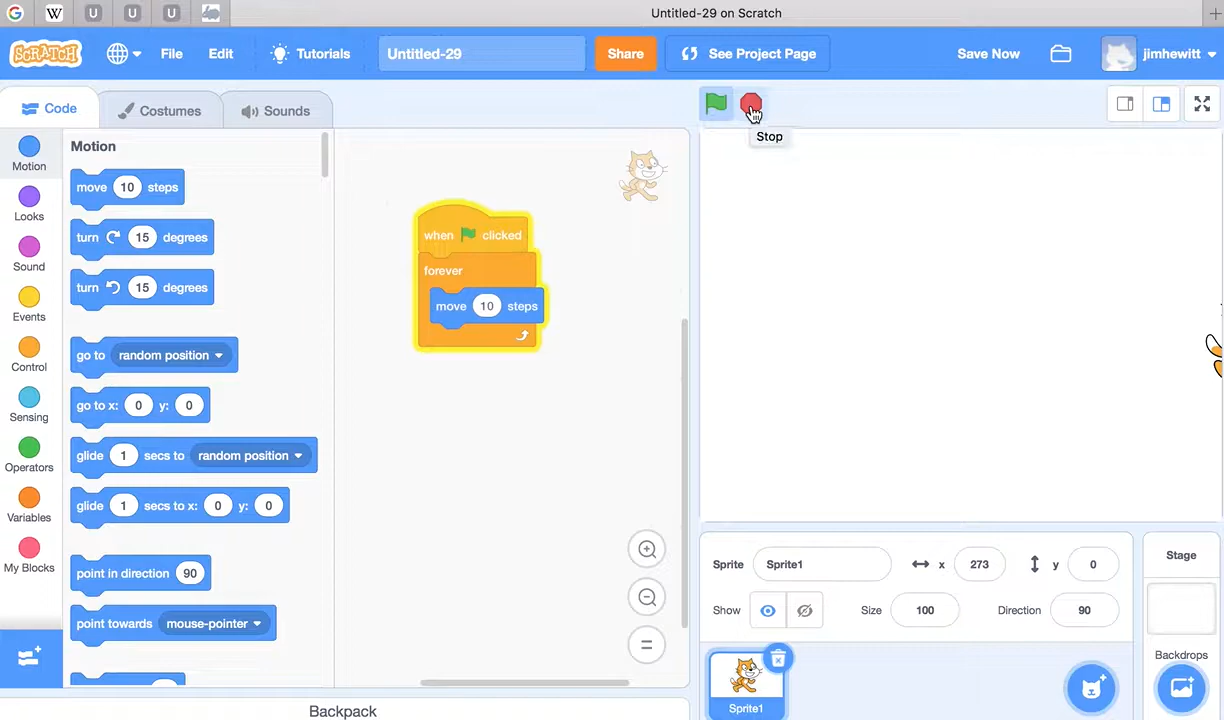 G W U U U Untitled-29 on Scratch +
SCRATCH File Edit Tutorials Untitled-29 Share See Project Page Save Now jimhewitt
Code Costumes Sounds
Stop
Motion
Looks
Sound
Events
Control
Sensing
Operators
Variables
My Blocks
Motion
move 10 steps
turn 15 degrees
turn 15 degrees
go to random position
go to x: 0 y: 0
glide 1 secs to random position
glide 1 secs to x: 0 y: 0
point in direction 90
point towards mouse-pointer
when clicked
forever
move 10 steps
Backpack
Sprite Sprite1 x 273 y 0
Show Size 100 Direction 90
Sprite1
Stage
Backdrops